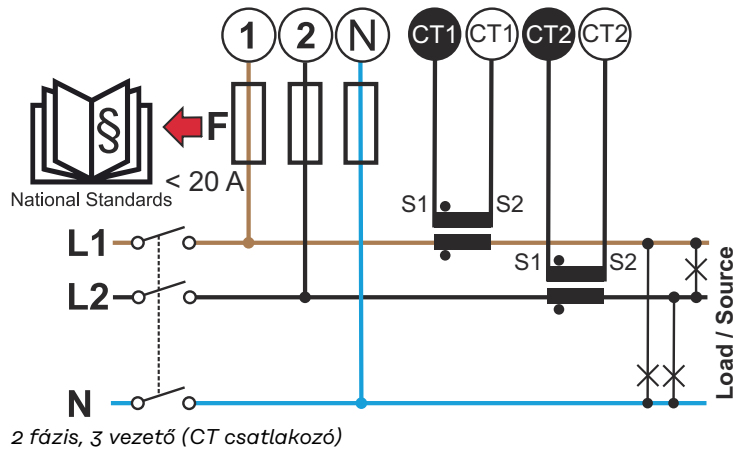 1 2 N CT1 CT1 CT2 CT2
§
F
< 20 A
National Standards
S1 S2
L1
S1 S2
L2
Load / Source
N
2 fázis, 3 vezető (CT csatlakozó)